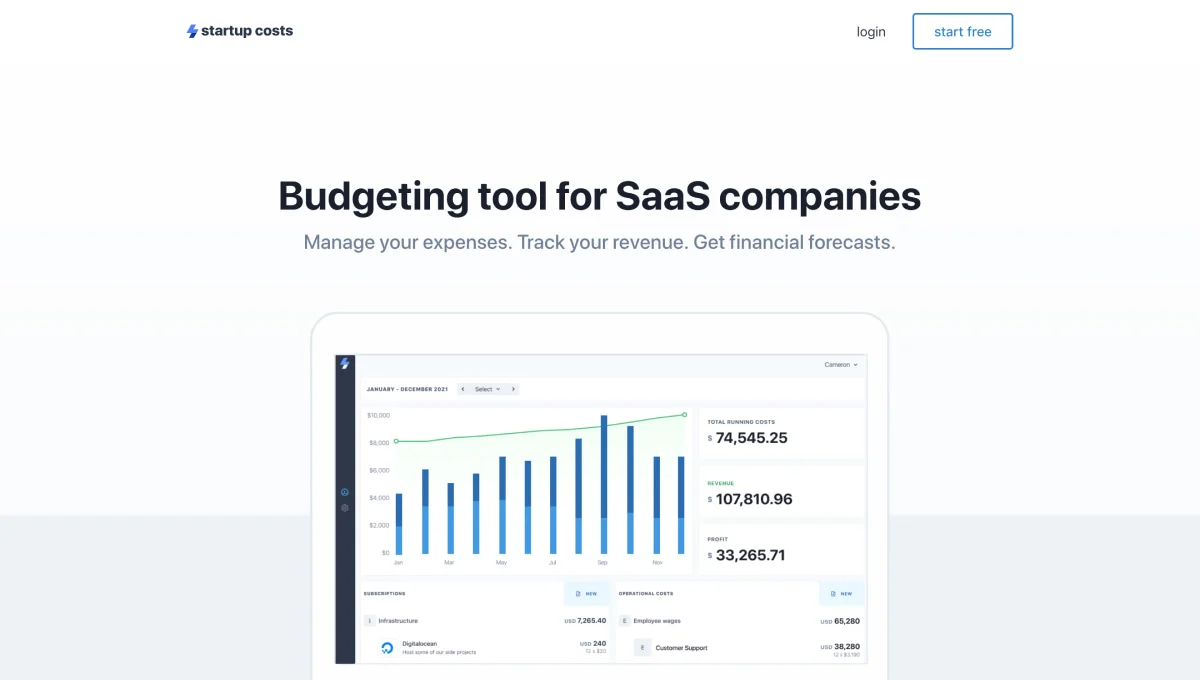 startup costs
login
start free
Budgeting tool for SaaS companies
Manage your expenses. Track your revenue. Get financial forecasts.
Cameron
JANUARY - DECEMBER 2021
Select
$10,000
$8,000
$6,000
$4,000
$2,000
$0
Jan
Mar
May
Jul
Sep
Nov
TOTAL RUNNING COSTS
$ 74,545.25
REVENUE
$ 107,810.96
PROFIT
$ 33,265.71
SUBSCRIPTIONS
NEW
I Infrastructure
USD 7,265.40
Digitalocean
Host some of our side projects
USD 240
12 x $20
OPERATIONAL COSTS
NEW
E Employee wages
USD 65,280
E Customer Support
USD 38,280
12 x $3,190